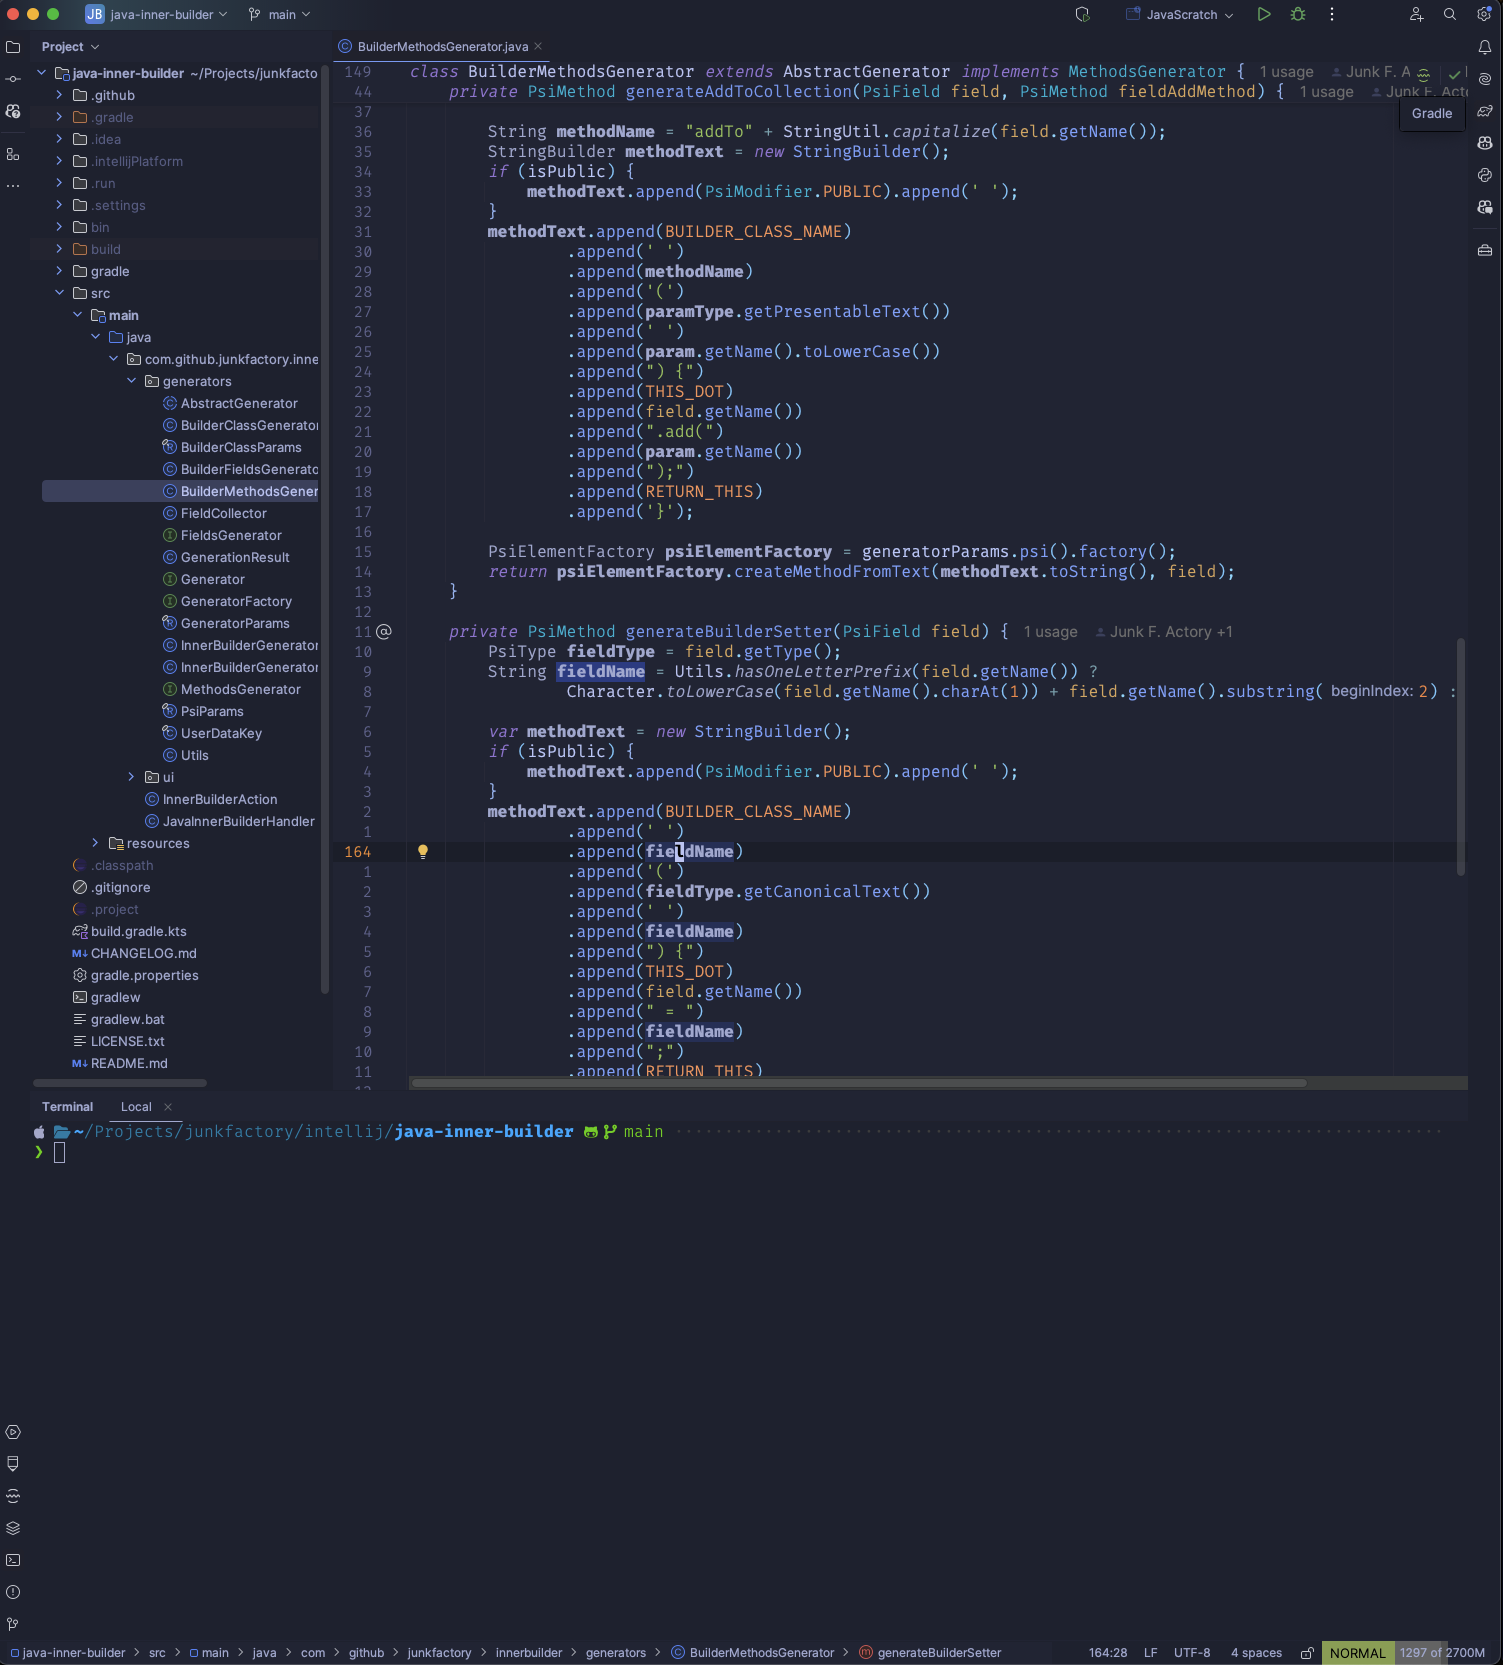 JB java-inner-builder main JavaScratch
Project
BuilderMethodsGenerator.java
java-inner-builder ~/Projects/junkfacto
.github
.gradle
.idea
.intellijPlatform
.run
.settings
bin
build
gradle
src
main
java
com.github.junkfactory.inne
generators
AbstractGenerator
BuilderClassGenerator
BuilderClassParams
BuilderFieldsGenerato
BuilderMethodsGener
FieldCollector
FieldsGenerator
GenerationResult
Generator
GeneratorFactory
GeneratorParams
InnerBuilderGenerator
InnerBuilderGenerator
MethodsGenerator
PsiParams
UserDataKey
Utils
ui
InnerBuilderAction
JavaInnerBuilderHandler
resources
.classpath
.gitignore
.project
build.gradle.kts
M↓ CHANGELOG.md
gradle.properties
gradlew
gradlew.bat
LICENSE.txt
M↓ README.md
149 class BuilderMethodsGenerator extends AbstractGenerator implements MethodsGenerator { 1 usage Junk F. A
44 private PsiMethod generateAddToCollection(PsiField field, PsiMethod fieldAddMethod) { 1 usage Junk F. Acto
Gradle
37
36 String methodName = "addTo" + StringUtil.capitalize(field.getName());
35 StringBuilder methodText = new StringBuilder();
34 if (isPublic) {
33 methodText.append(PsiModifier.PUBLIC).append(' ');
32 }
31 methodText.append(BUILDER_CLASS_NAME)
30 .append(' ')
29 .append(methodName)
28 .append('(')
27 .append(paramType.getPresentableText())
26 .append(' ')
25 .append(param.getName().toLowerCase())
24 .append(") {")
23 .append(THIS_DOT)
22 .append(field.getName())
21 .append(".add(")
20 .append(param.getName())
19 .append(");")
18 .append(RETURN_THIS)
17 .append('}');
16
15 PsiElementFactory psiElementFactory = generatorParams.psi().factory();
14 return psiElementFactory.createMethodFromText(methodText.toString(), field);
13 }
12
11 private PsiMethod generateBuilderSetter(PsiField field) { 1 usage Junk F. Actory +1
10 PsiType fieldType = field.getType();
9 String fieldName = Utils.hasOneLetterPrefix(field.getName()) ?
8 Character.toLowerCase(field.getName().charAt(1)) + field.getName().substring( beginIndex: 2) :
7
6 var methodText = new StringBuilder();
5 if (isPublic) {
4 methodText.append(PsiModifier.PUBLIC).append(' ');
3 }
2 methodText.append(BUILDER_CLASS_NAME)
1 .append(' ')
164 .append(fieldName)
1 .append('(')
2 .append(fieldType.getCanonicalText())
3 .append(' ')
4 .append(fieldName)
5 .append(") {")
6 .append(THIS_DOT)
7 .append(field.getName())
8 .append(" = ")
9 .append(fieldName)
10 .append(";")
11 .append(RETURN_THIS)
12
Terminal Local
~/Projects/junkfactory/intellij/java-inner-builder main
❯
java-inner-builder > src > main > java > com > github > junkfactory > innerbuilder > generators > BuilderMethodsGenerator > generateBuilderSetter 164:28 LF UTF-8 4 spaces NORMAL 1297 of 2700M